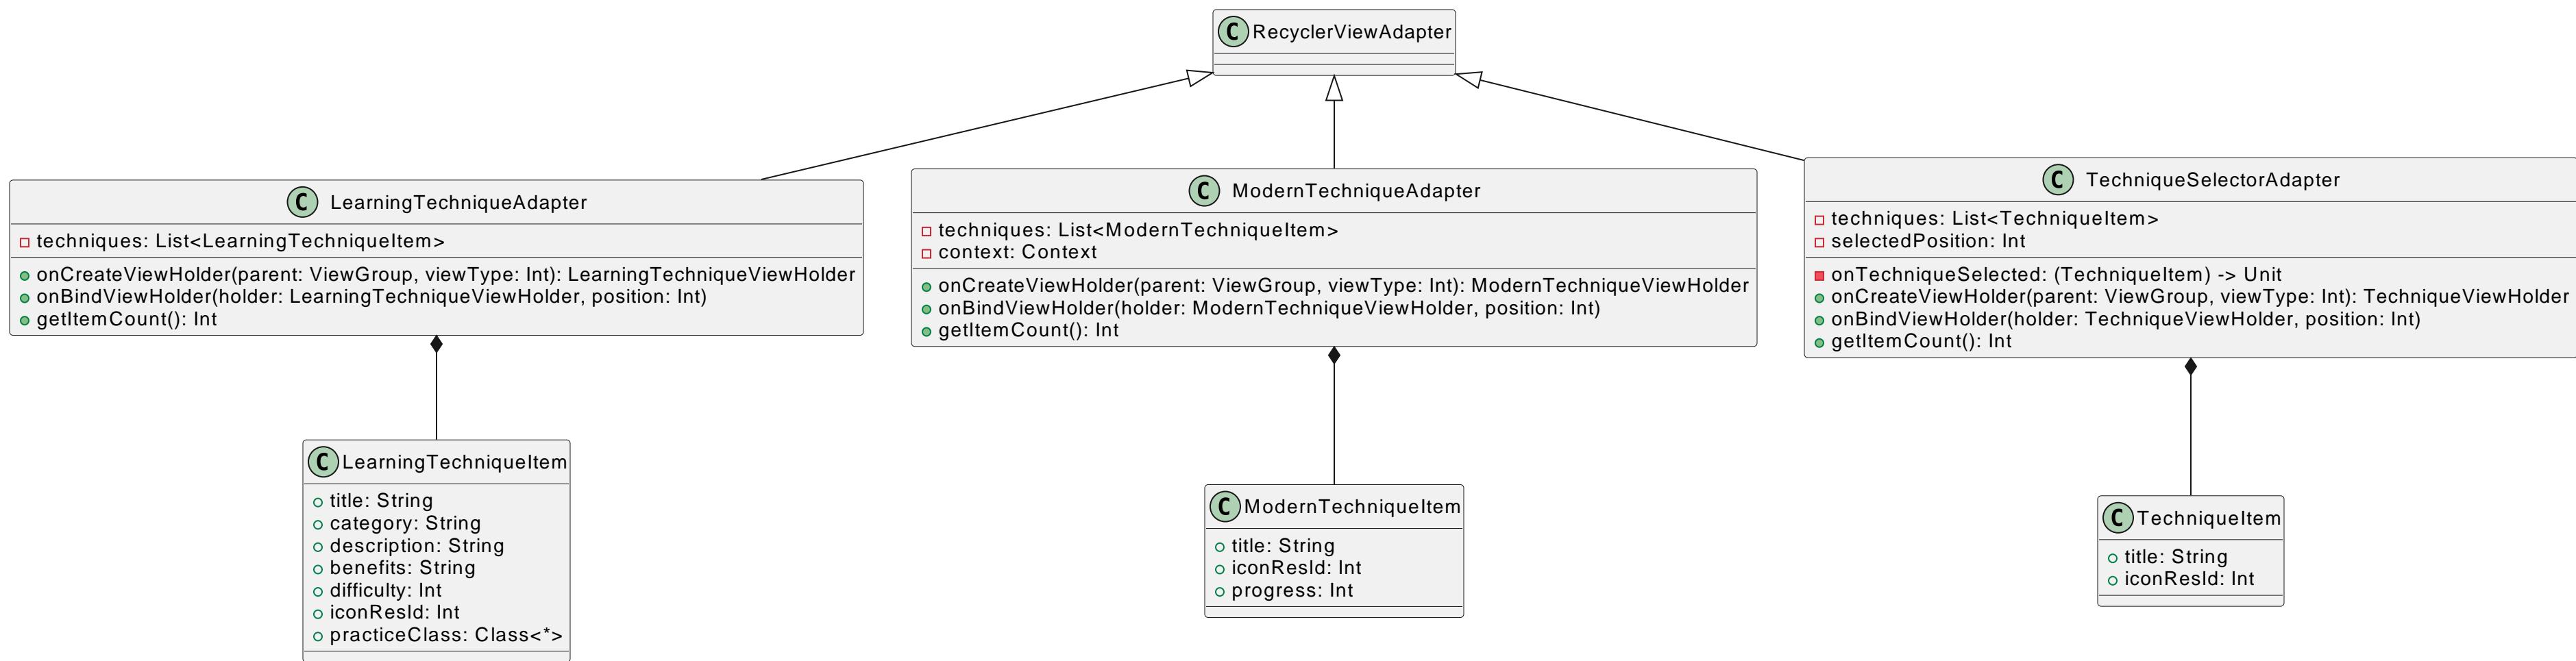 C RecyclerViewAdapter
C LearningTechniqueAdapter
techniques: List<LearningTechniqueItem>
onCreateViewHolder(parent: ViewGroup, viewType: Int): LearningTechniqueViewHolder
onBindViewHolder(holder: LearningTechniqueViewHolder, position: Int)
getItemCount(): Int
C ModernTechniqueAdapter
techniques: List<ModernTechniqueItem>
context: Context
onCreateViewHolder(parent: ViewGroup, viewType: Int): ModernTechniqueViewHolder
onBindViewHolder(holder: ModernTechniqueViewHolder, position: Int)
getItemCount(): Int
C TechniqueSelectorAdapter
techniques: List<TechniqueItem>
selectedPosition: Int
onTechniqueSelected: (TechniqueItem) -> Unit
onCreateViewHolder(parent: ViewGroup, viewType: Int): TechniqueViewHolder
onBindViewHolder(holder: TechniqueViewHolder, position: Int)
getItemCount(): Int
C LearningTechniqueItem
title: String
category: String
description: String
benefits: String
difficulty: Int
iconResId: Int
practiceClass: Class<*>
C ModernTechniqueItem
title: String
iconResId: Int
progress: Int
C TechniqueItem
title: String
iconResId: Int